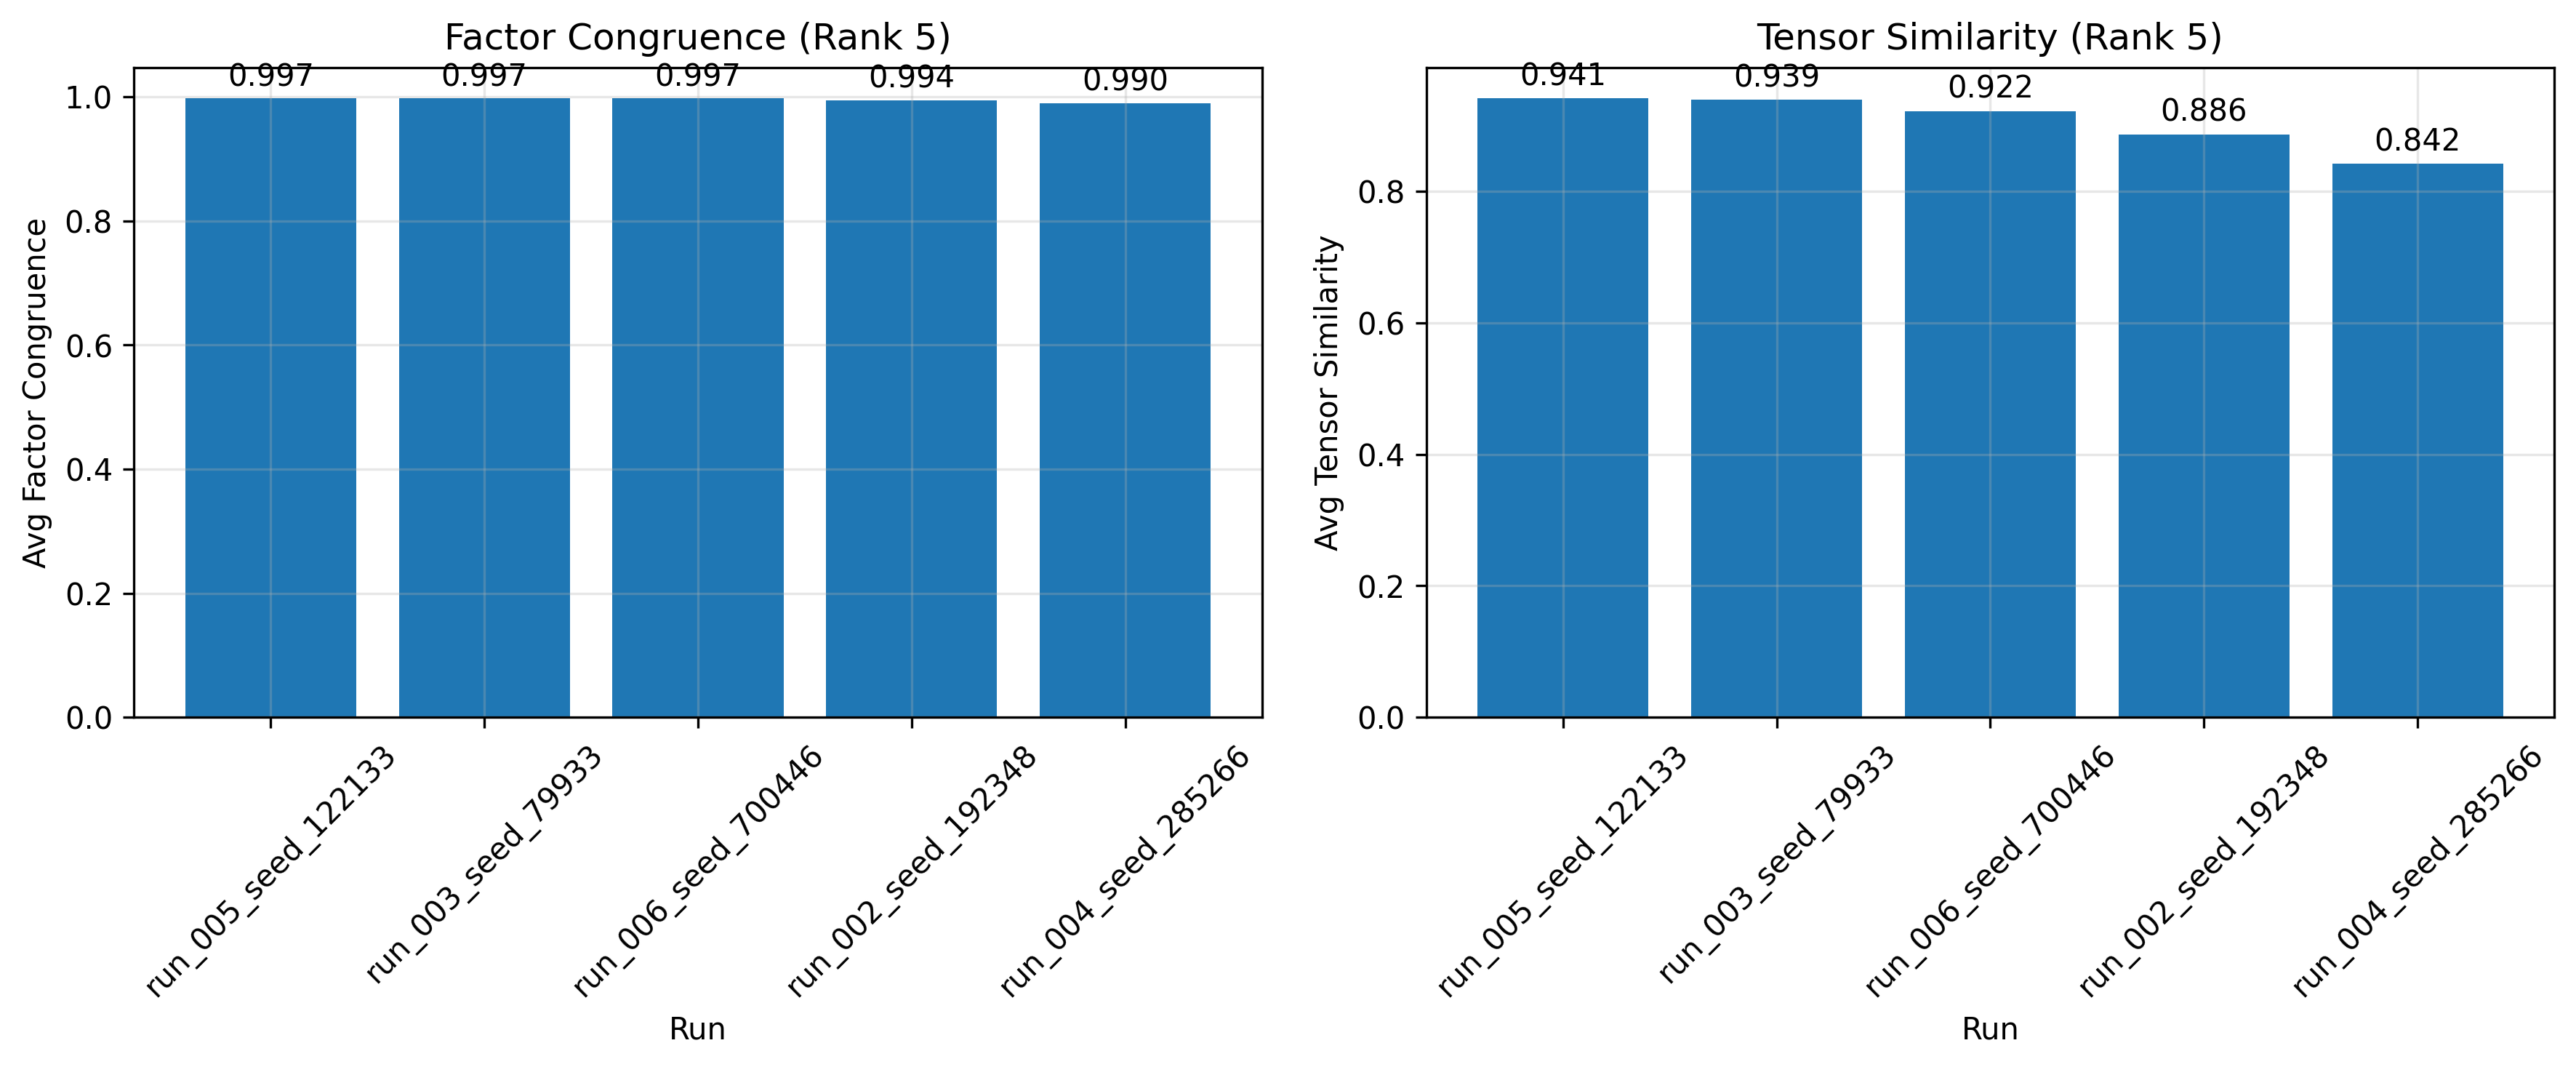 Factor Congruence (Rank 5)
0.997
0.997
0.997
0.994
0.990
1.0
0.8
0.6
0.4
0.2
0.0
Avg Factor Congruence
run_005_seed_122133
run_003_seed_79933
run_006_seed_700446
run_002_seed_192348
run_004_seed_285266
Run
Tensor Similarity (Rank 5)
0.941
0.939
0.922
0.886
0.842
0.8
0.6
0.4
0.2
0.0
Avg Tensor Similarity
run_005_seed_122133
run_003_seed_79933
run_006_seed_700446
run_002_seed_192348
run_004_seed_285266
Run